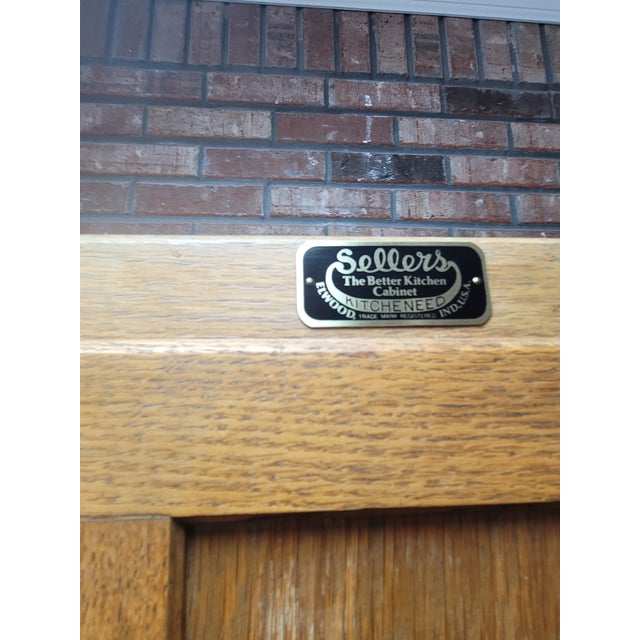 Sellers
The Better Kitchen
Cabinet
KITCHENEED
ELWOOD, IND. U.S.A.
TRADE MARK REGISTERED